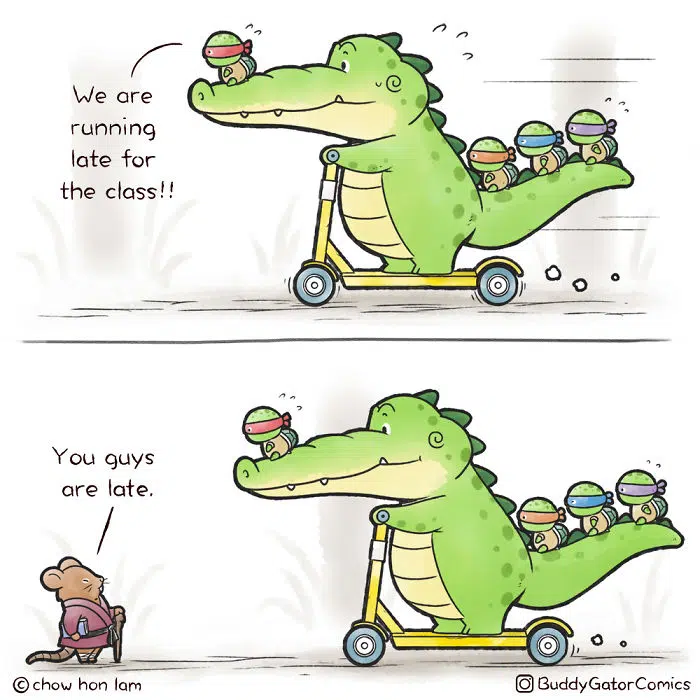 We are
running
late for
the class!!
You guys
are late.
© chow hon lam
BuddyGatorComics